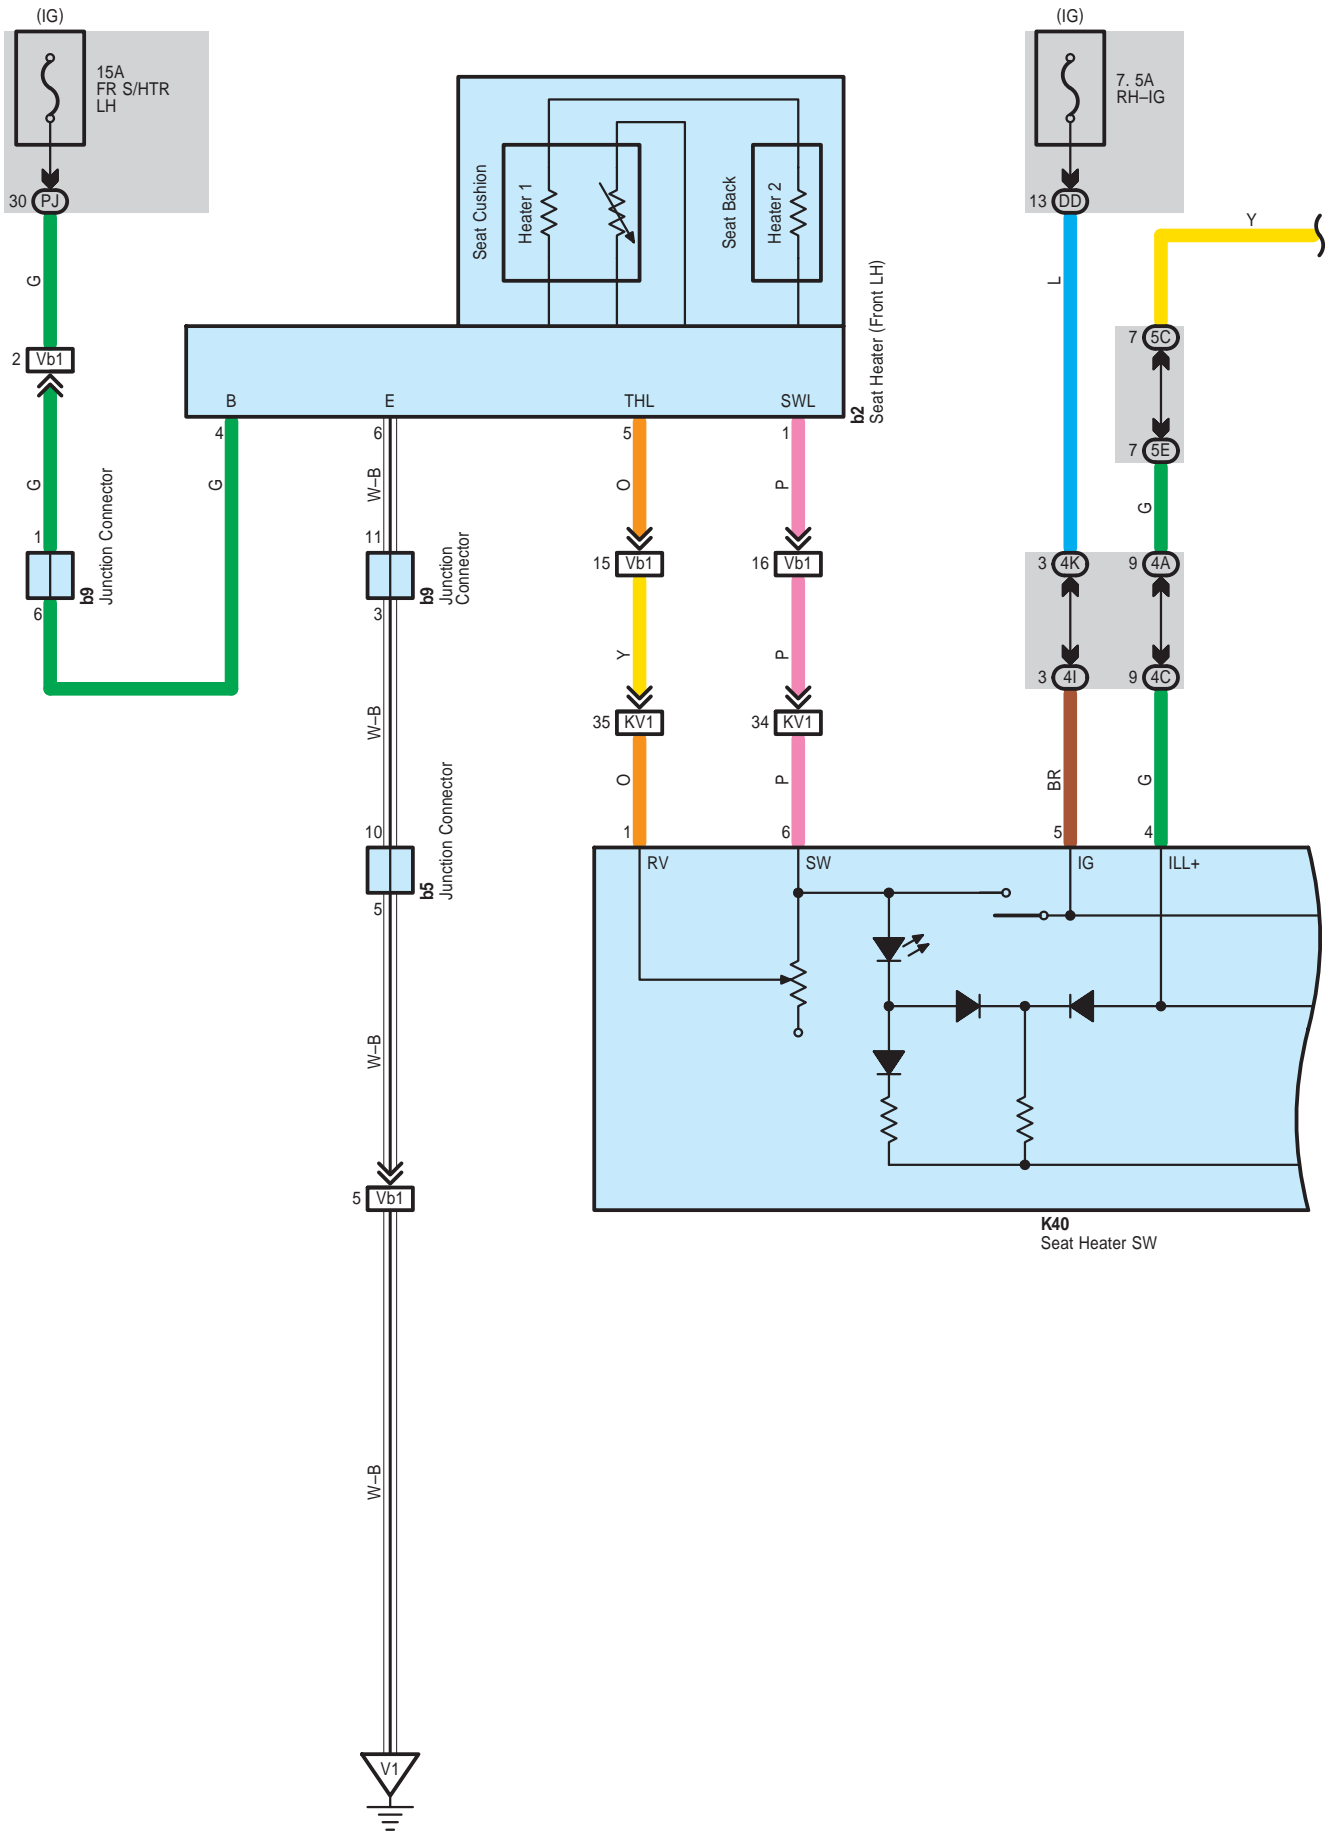 (IG)
15A
FR S/HTR
LH
30 PJ
G
2 Vb1
G
1
b9
Junction Connector
6
G
Seat Cushion
Heater 1
Seat Back
Heater 2
b2
Seat Heater (Front LH)
B
E
THL
SWL
4
6
5
1
W–B
11
b9
Junction
Connector
3
W–B
10
b5
Junction Connector
5
W–B
5 Vb1
W–B
V1
O
15 Vb1
Y
35 KV1
O
1
P
16 Vb1
P
34 KV1
P
6
(IG)
7. 5A
RH–IG
13 DD
L
3 4K
3 4I
BR
5
Y
7 5C
7 5E
G
9 4A
9 4C
G
4
RV
SW
IG
ILL+
K40
Seat Heater SW